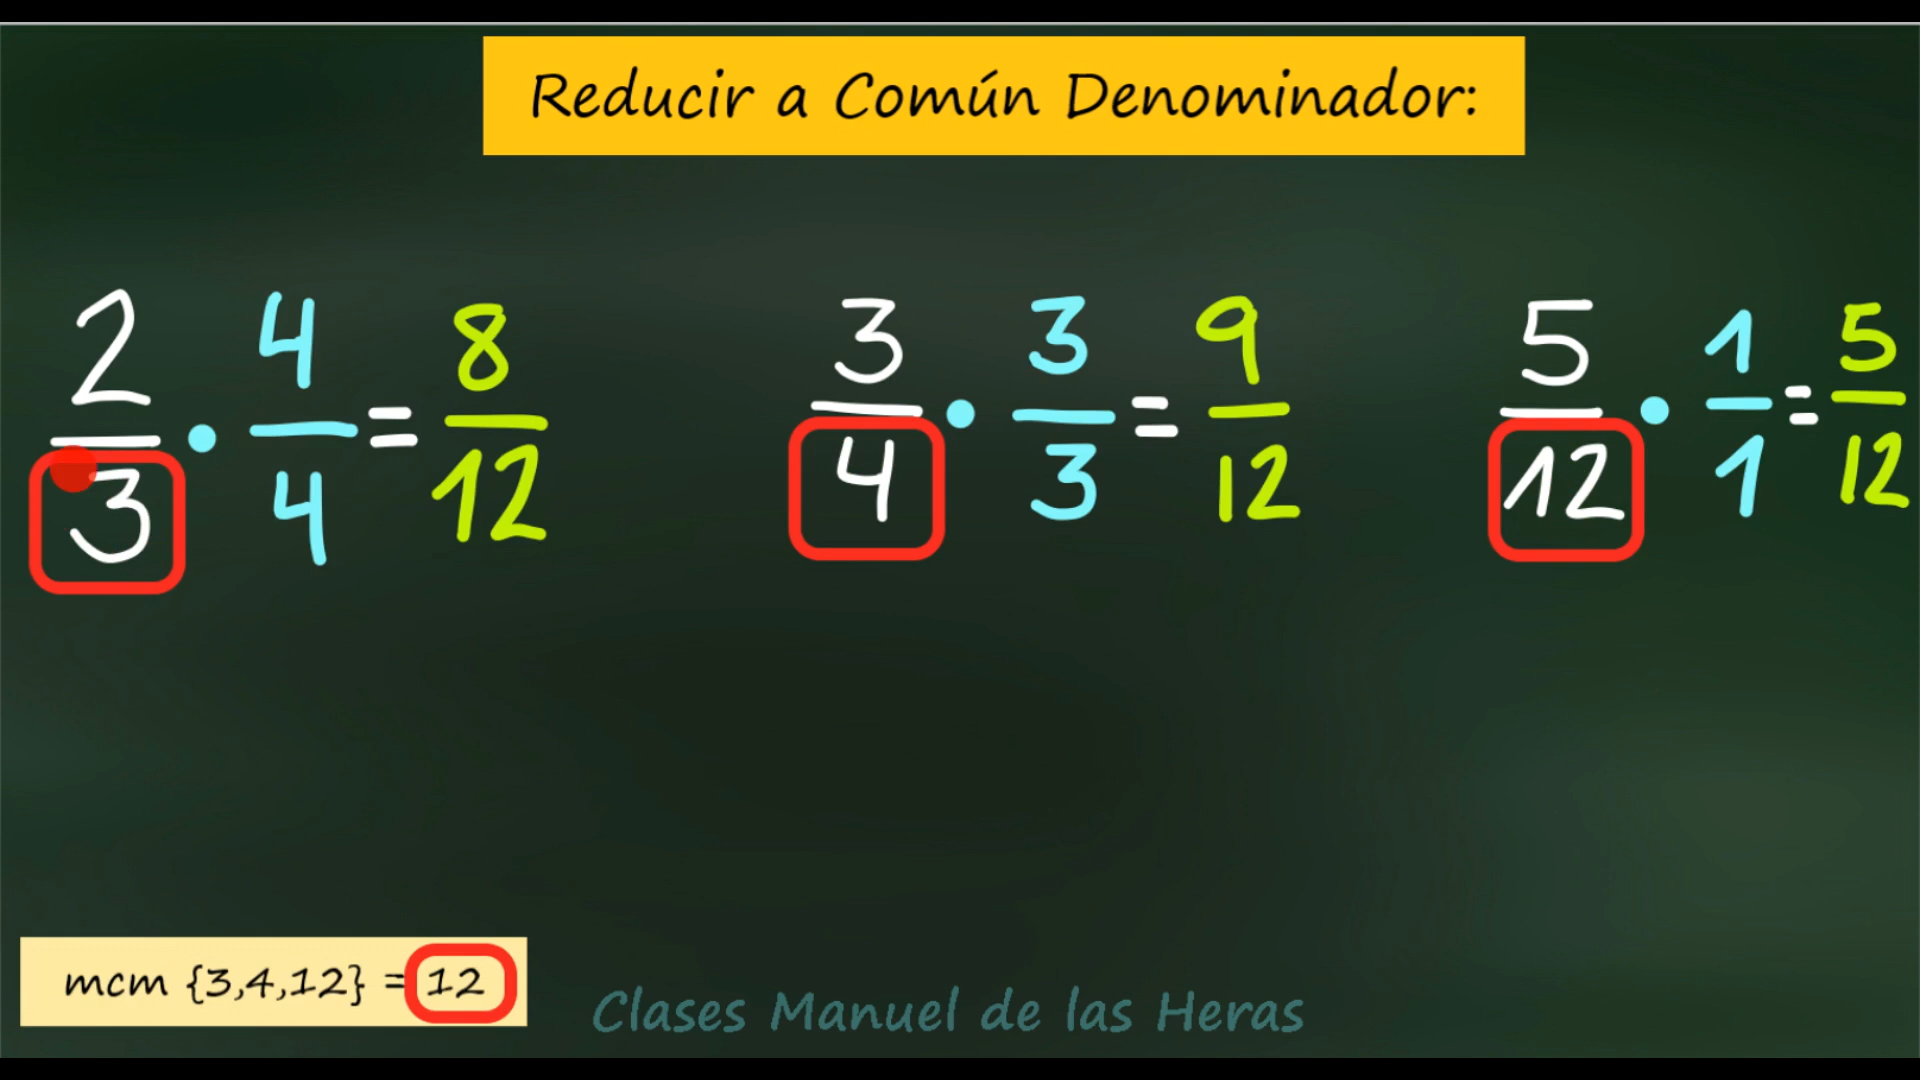 Reducir a Común Denominador:
2/3 · 4/4 = 8/12
3/4 · 3/3 = 9/12
5/12 · 1/1 = 5/12
mcm {3,4,12} = 12
Clases Manuel de las Heras